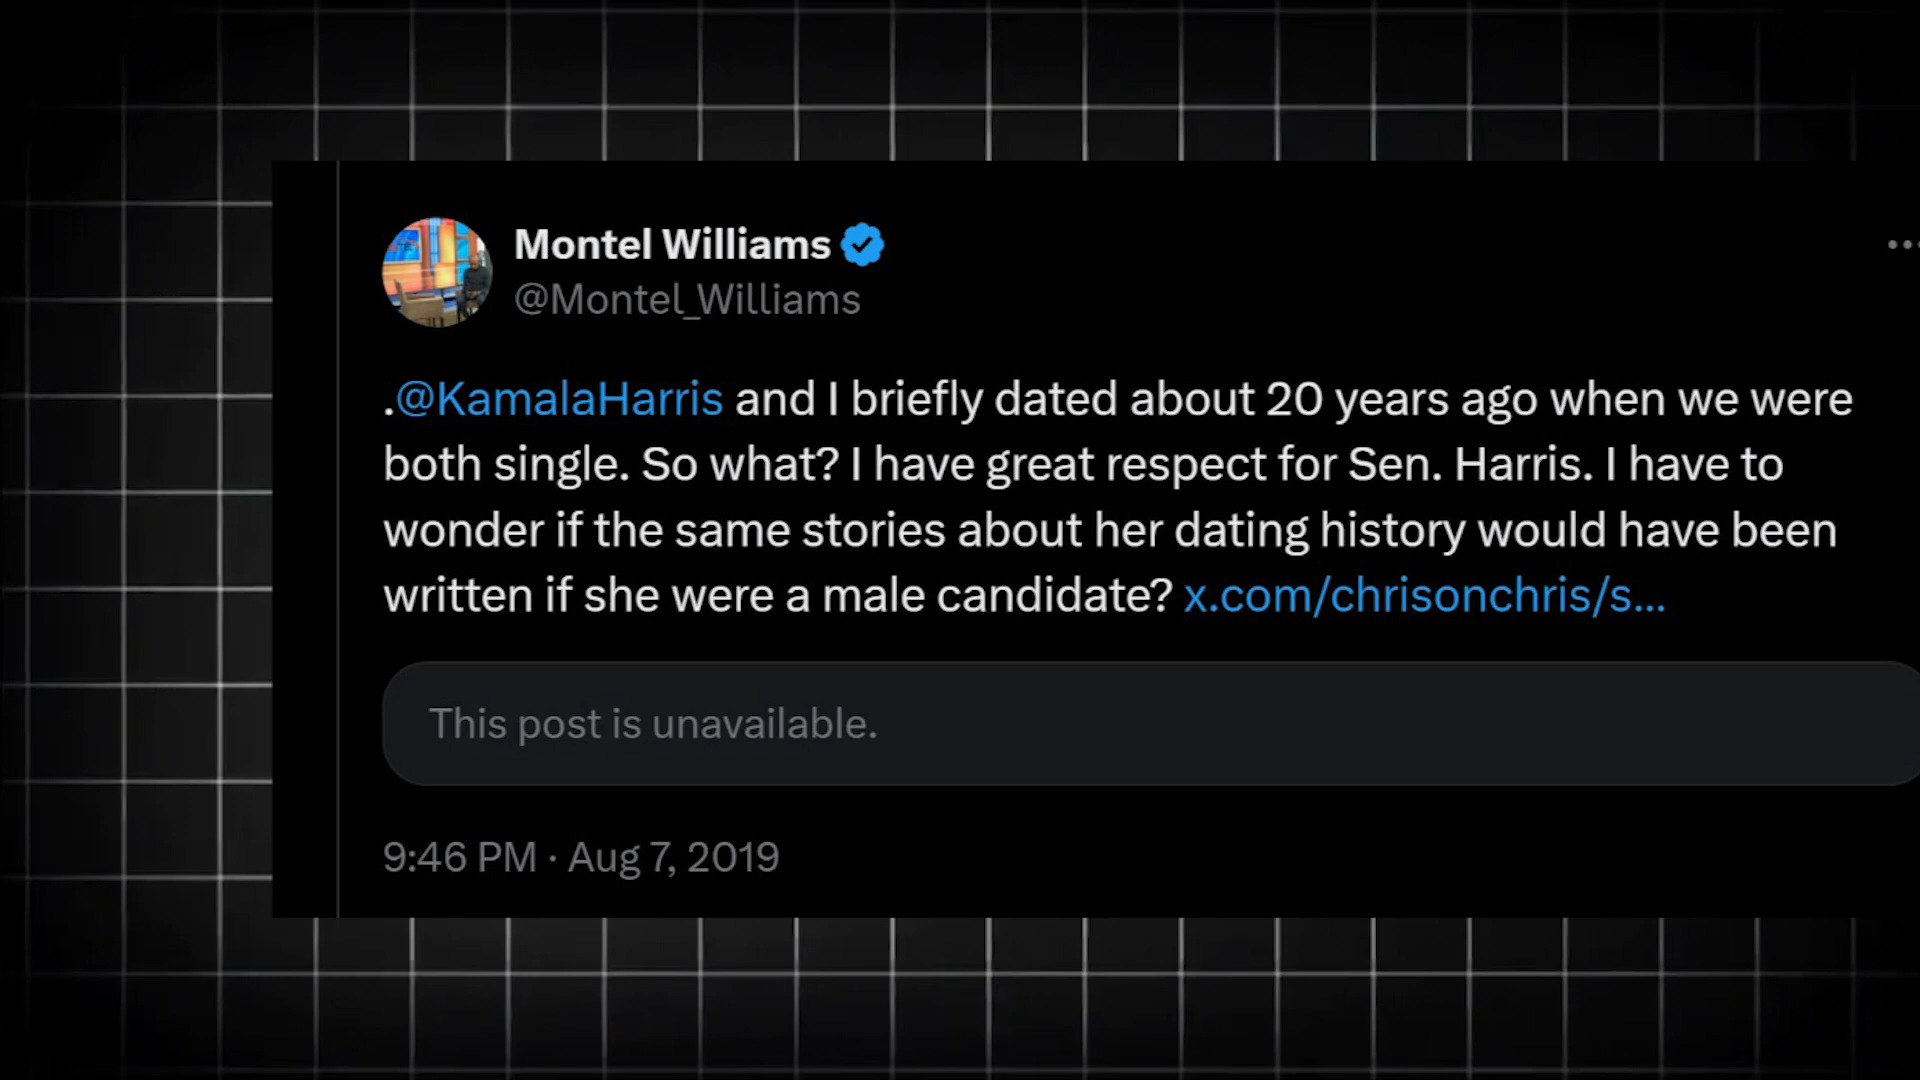 Montel Williams
@Montel_Williams
.@KamalaHarris and I briefly dated about 20 years ago when we were
both single. So what? I have great respect for Sen. Harris. I have to
wonder if the same stories about her dating history would have been
written if she were a male candidate? x.com/chrisonchris/s...
This post is unavailable.
9:46 PM · Aug 7, 2019